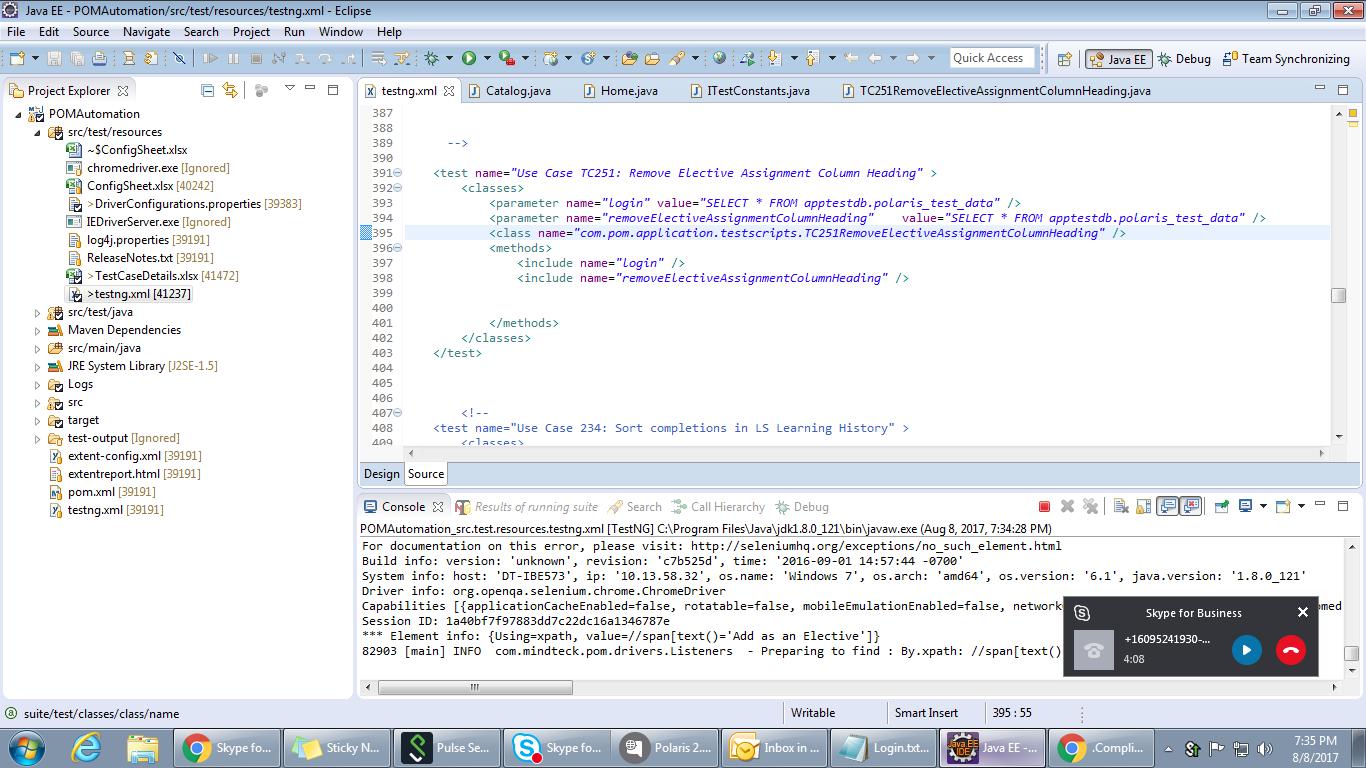 Java EE - POMAutomation/src/test/resources/testng.xml - Eclipse
File Edit Source Navigate Search Project Run Window Help
Quick Access
Java EE
Debug
Team Synchronizing
Project Explorer
testng.xml
Catalog.java
Home.java
ITestConstants.java
TC251RemoveElectiveAssignmentColumnHeading.java
POMAutomation
src/test/resources
~$ConfigSheet.xlsx
chromedriver.exe [Ignored]
ConfigSheet.xlsx [40242]
>DriverConfigurations.properties [39383]
IEDriverServer.exe [Ignored]
log4j.properties [39191]
ReleaseNotes.txt [39191]
>TestCaseDetails.xlsx [41472]
>testng.xml [41237]
src/test/java
Maven Dependencies
src/main/java
JRE System Library [J2SE-1.5]
Logs
src
target
test-output [Ignored]
extent-config.xml [39191]
extentreport.html [39191]
pom.xml [39191]
testng.xml [39191]
387
388
389 -->
390
391 <test name="Use Case TC251: Remove Elective Assignment Column Heading" >
392 <classes>
393 <parameter name="login" value="SELECT * FROM apptestdb.polaris_test_data" />
394 <parameter name="removeElectiveAssignmentColumnHeading" value="SELECT * FROM apptestdb.polaris_test_data" />
395 <class name="com.pom.application.testscripts.TC251RemoveElectiveAssignmentColumnHeading" />
396 <methods>
397 <include name="login" />
398 <include name="removeElectiveAssignmentColumnHeading" />
399
400
401 </methods>
402 </classes>
403 </test>
404
405
406
407 <!--
408 <test name="Use Case 234: Sort completions in LS Learning History" >
409 <classes>
Design Source
Console
Results of running suite
Search
Call Hierarchy
Debug
POMAutomation_src.test.resources.testng.xml [TestNG] C:\Program Files\Java\jdk1.8.0_121\bin\javaw.exe (Aug 8, 2017, 7:34:28 PM)
For documentation on this error, please visit: http://seleniumhq.org/exceptions/no_such_element.html
Build info: version: 'unknown', revision: 'c7b525d', time: '2016-09-01 14:57:44 -0700'
System info: host: 'DT-IBE573', ip: '10.13.58.32', os.name: 'Windows 7', os.arch: 'amd64', os.version: '6.1', java.version: '1.8.0_121'
Driver info: org.openqa.selenium.chrome.ChromeDriver
Capabilities [{applicationCacheEnabled=false, rotatable=false, mobileEmulationEnabled=false, network
Session ID: 1a40bf7f97883dd7c22dc16a1346787e
*** Element info: {Using=xpath, value=//span[text()='Add as an Elective']}
82903 [main] INFO com.mindteck.pom.drivers.Listeners - Preparing to find : By.xpath: //span[text()
Skype for Business
+16095241930-...
4:08
suite/test/classes/class/name
Writable
Smart Insert
395 : 55
Skype fo...
Sticky N...
Pulse Se...
Skype fo...
Polaris 2....
Inbox in ...
Login.txt...
Java EE -...
.Compli...
7:35 PM
8/8/2017